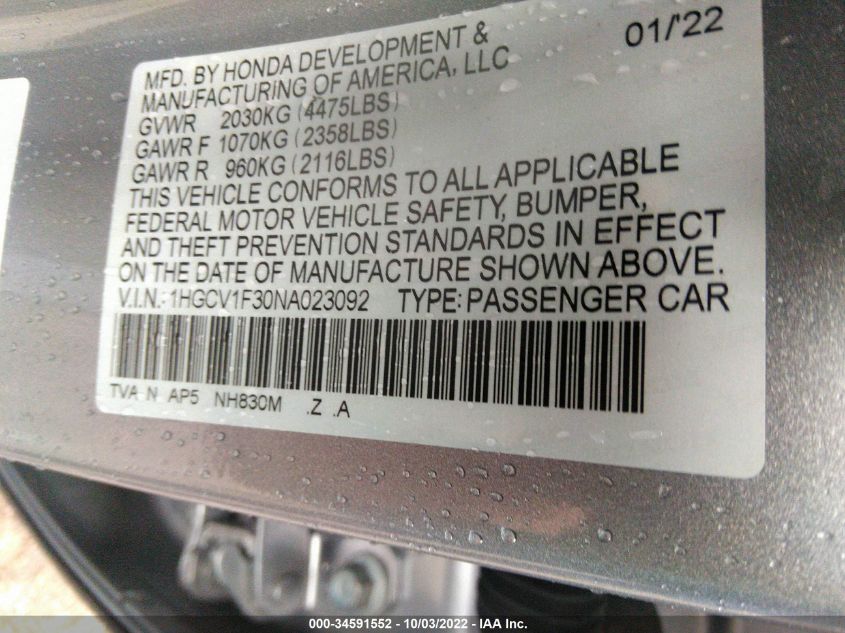 01/'22
MFD. BY HONDA DEVELOPMENT &
MANUFACTURING OF AMERICA, LLC
GVWR 2030KG (4475LBS)
GAWR F 1070KG (2358LBS)
GAWR R 960KG (2116LBS)
THIS VEHICLE CONFORMS TO ALL APPLICABLE
FEDERAL MOTOR VEHICLE SAFETY, BUMPER,
AND THEFT PREVENTION STANDARDS IN EFFECT
ON THE DATE OF MANUFACTURE SHOWN ABOVE.
V.I.N.: 1HGCV1F30NA023092 TYPE: PASSENGER CAR
TVA N AP5 NH830M .Z .A
000-34591552 - 10/03/2022 - IAA Inc.